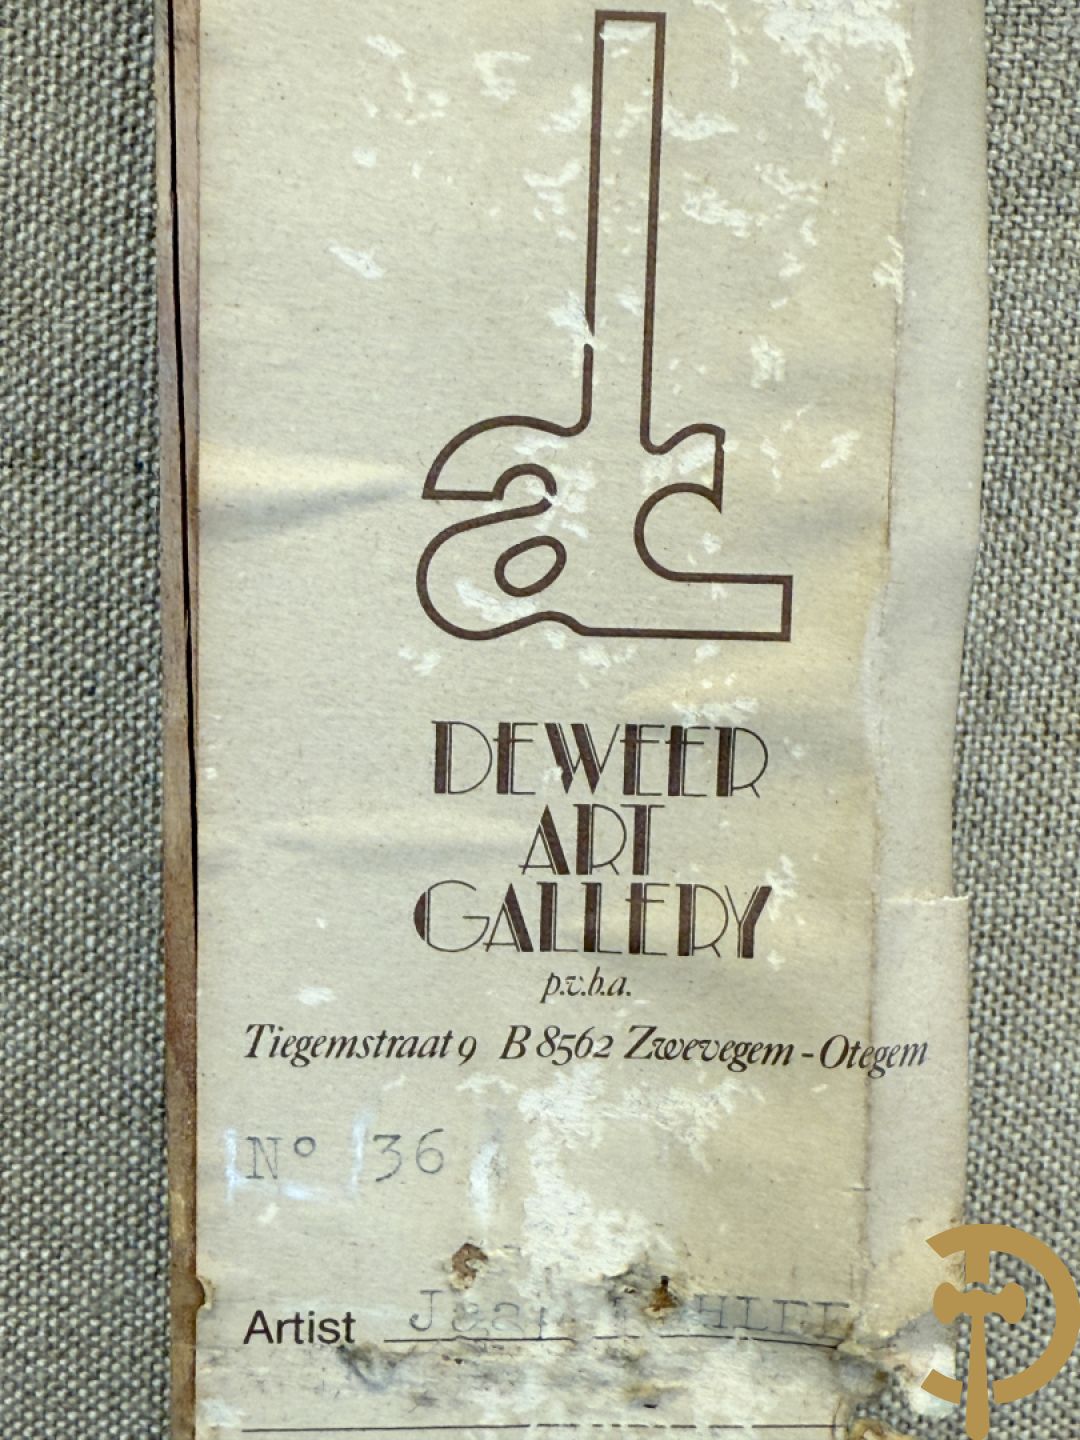 DEWEER
ART
GALLERY
p.v.b.a.
Tiegemstraat 9 B 8562 Zwevegem - Otegem
N° 36
Artist